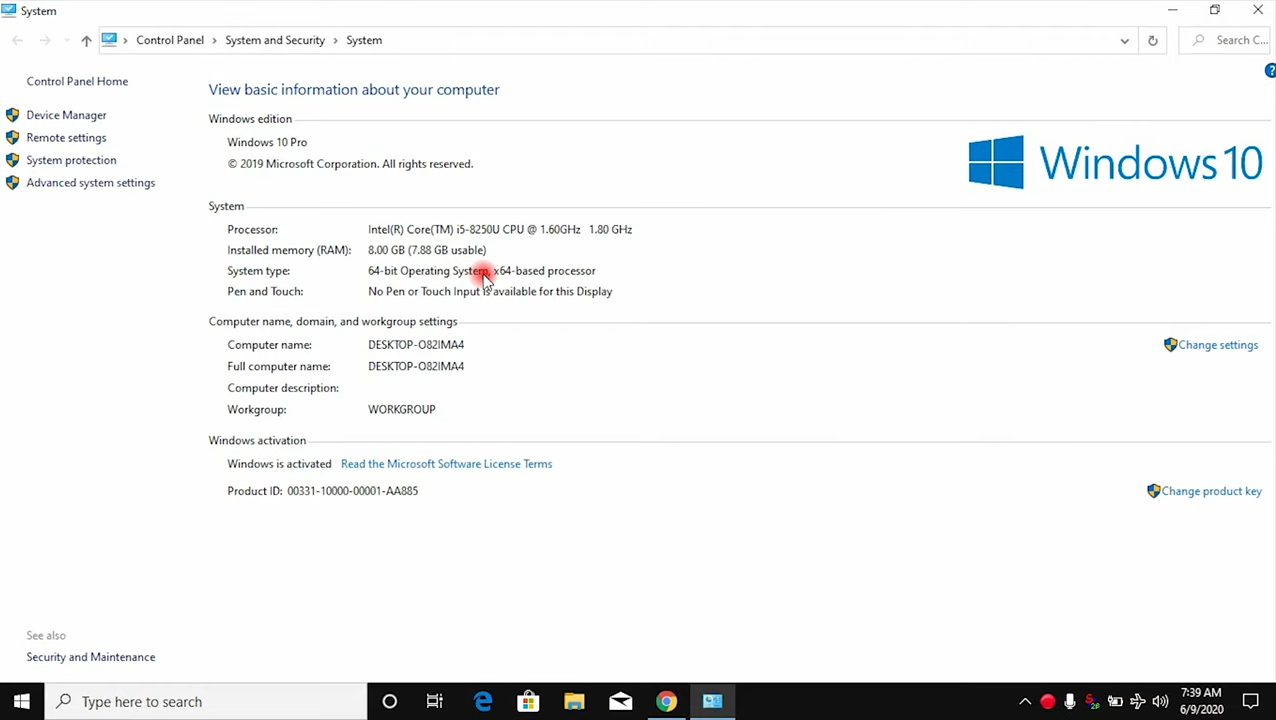 System
Control Panel > System and Security > System
Search C...
Control Panel Home
Device Manager
Remote settings
System protection
Advanced system settings
View basic information about your computer
Windows edition
Windows 10 Pro
© 2019 Microsoft Corporation. All rights reserved.
Windows 10
System
Processor: Intel(R) Core(TM) i5-8250U CPU @ 1.60GHz 1.80 GHz
Installed memory (RAM): 8.00 GB (7.88 GB usable)
System type: 64-bit Operating System, x64-based processor
Pen and Touch: No Pen or Touch Input is available for this Display
Computer name, domain, and workgroup settings
Computer name: DESKTOP-O82IMA4
Change settings
Full computer name: DESKTOP-O82IMA4
Computer description:
Workgroup: WORKGROUP
Windows activation
Windows is activated Read the Microsoft Software License Terms
Product ID: 00331-10000-00001-AA885
Change product key
See also
Security and Maintenance
Type here to search
7:39 AM
6/9/2020